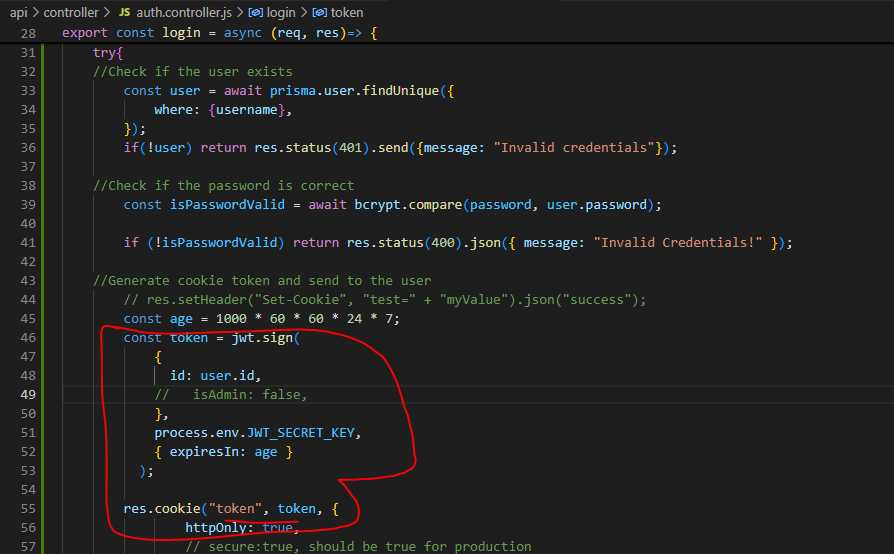 api > controller > JS auth.controller.js > login > token
28 export const login = async (req, res)=> {
31 try{
32 //Check if the user exists
33 const user = await prisma.user.findUnique({
34 where: {username},
35 });
36 if(!user) return res.status(401).send({message: "Invalid credentials"});
37
38 //Check if the password is correct
39 const isPasswordValid = await bcrypt.compare(password, user.password);
40
41 if (!isPasswordValid) return res.status(400).json({ message: "Invalid Credentials!" });
42
43 //Generate cookie token and send to the user
44 // res.setHeader("Set-Cookie", "test=" + "myValue").json("success");
45 const age = 1000 * 60 * 60 * 24 * 7;
46 const token = jwt.sign(
47 {
48 id: user.id,
49 // isAdmin: false,
50 },
51 process.env.JWT_SECRET_KEY,
52 { expiresIn: age }
53 );
54
55 res.cookie("token", token, {
56 httpOnly: true,
57 // secure:true, should be true for production